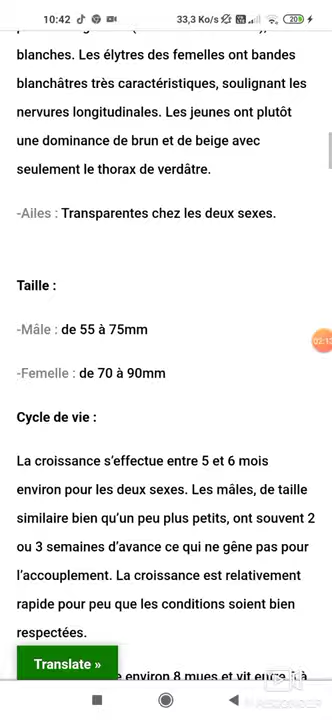 10:42
33,3 Ko/s
20
blanches. Les élytres des femelles ont bandes
blanchâtres très caractéristiques, soulignant les
nervures longitudinales. Les jeunes ont plutôt
une dominance de brun et de beige avec
seulement le thorax de verdâtre.
-Ailes : Transparentes chez les deux sexes.
Taille :
-Mâle : de 55 à 75mm
-Femelle : de 70 à 90mm
Cycle de vie :
La croissance s’effectue entre 5 et 6 mois
environ pour les deux sexes. Les mâles, de taille
similaire bien qu’un peu plus petits, ont souvent 2
ou 3 semaines d’avance ce qui ne gêne pas pour
l’accouplement. La croissance est relativement
rapide pour peu que les conditions soient bien
respectées.
Translate »
environ 8 mues et vit entre